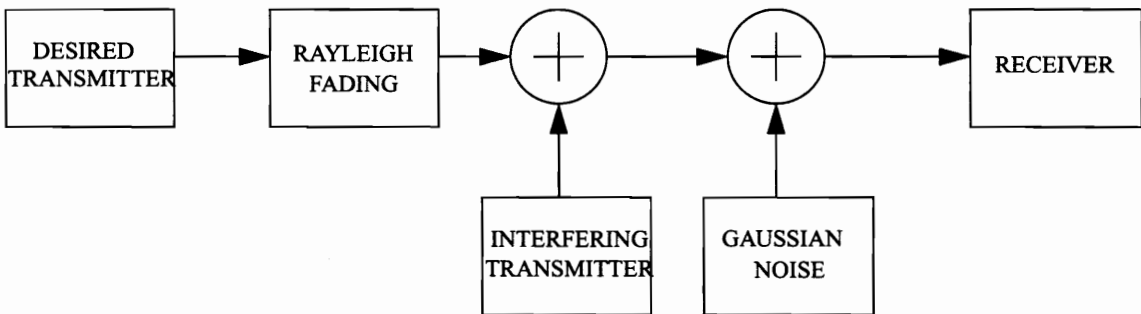 DESIRED
TRANSMITTER
RAYLEIGH
FADING
RECEIVER
INTERFERING
TRANSMITTER
GAUSSIAN
NOISE